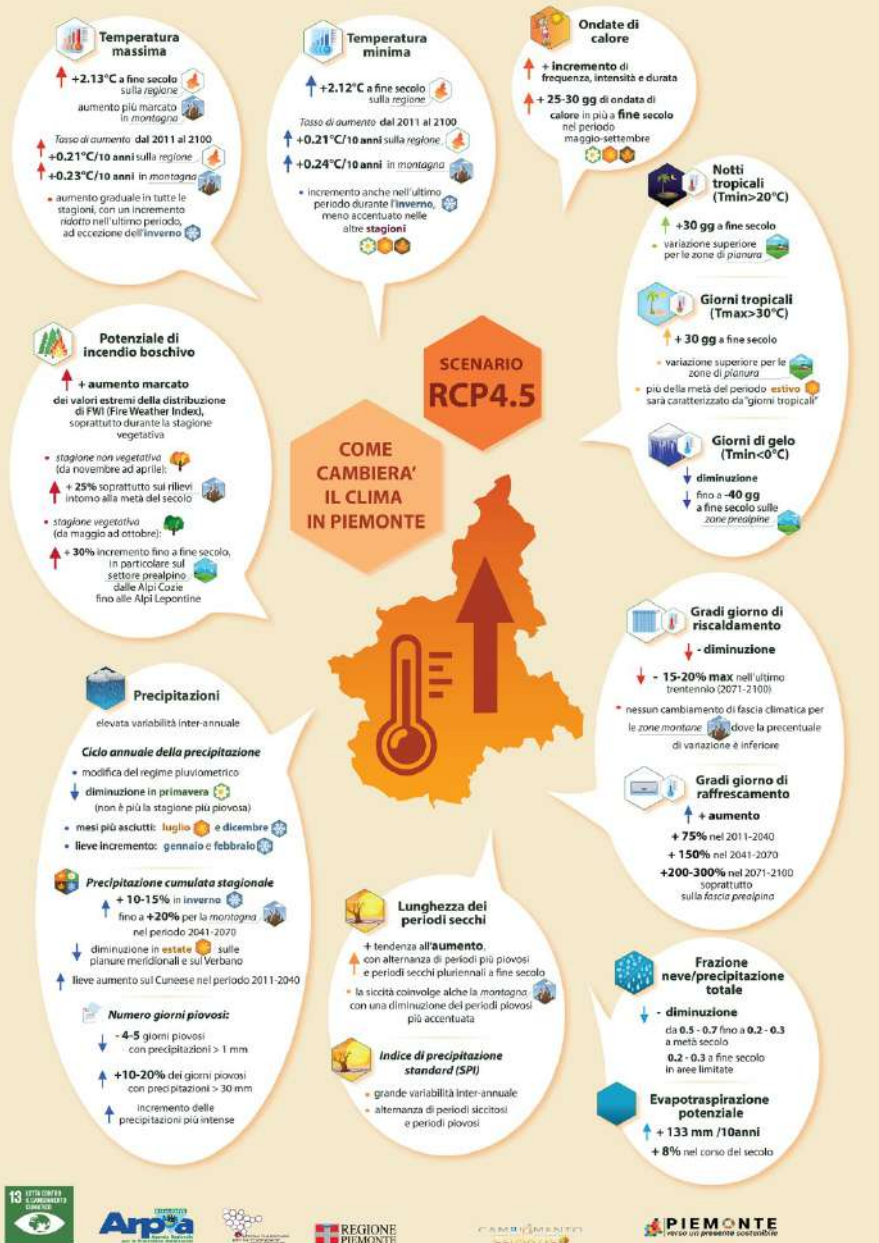 Temperatura
massima
+2.13°C a fine secolo
sulla regione
aumento più marcato
in montagna
Tasso di aumento dal 2011 al 2100
+0.21°C/10 anni sulla regione
+0.23°C/10 anni in montagna
• aumento graduale in tutte le
stagioni, con un incremento
ridotto nell'ultimo periodo,
ad eccezione dell'inverno
Temperatura
minima
+2.12°C a fine secolo
sulla regione
Tasso di aumento dal 2011 al 2100
+0.21°C/10 anni sulla regione
+0.24°C/10 anni in montagna
• incremento anche nell'ultimo
periodo durante l'inverno,
meno accentuato nelle
altre stagioni
Ondate di
calore
+ incremento di
frequenza, intensità e durata
+ 25-30 gg di ondata di
calore in più a fine secolo
nel periodo
maggio-settembre
Notti
tropicali
(Tmin>20°C)
+30 gg a fine secolo
• variazione superiore
per le zone di pianura
Giorni tropicali
(Tmax>30°C)
+ 30 gg a fine secolo
• variazione superiore per le
zone di pianura
• più della metà del periodo estivo
sarà caratterizzato da "giorni tropicali"
Giorni di gelo
(Tmin<0°C)
diminuzione
fino a -40 gg
a fine secolo sulle
zone prealpine
Potenziale di
incendio boschivo
+ aumento marcato
dei valori estremi della distribuzione
di FWI (Fire Weather Index),
soprattutto durante la stagione
vegetativa
• stagione non vegetativa
(da novembre ad aprile):
+ 25% soprattutto sui rilievi
intorno alla metà del secolo
• stagione vegetativa
(da maggio ad ottobre):
+ 30% incremento fino a fine secolo,
in particolare sul
settore prealpino
dalle Alpi Cozie
fino alle Alpi Lepontine
SCENARIO
RCP4.5
COME
CAMBIERA'
IL CLIMA
IN PIEMONTE
Gradi giorno di
riscaldamento
- diminuzione
- 15-20% max nell'ultimo
trentennio (2071-2100)
• nessun cambiamento di fascia climatica per
le zone montane dove la precentuale
di variazione è inferiore
Gradi giorno di
raffrescamento
+ aumento
+ 75% nel 2011-2040
+ 150% nel 2041-2070
+200-300% nel 2071-2100
soprattutto
sulla fascia prealpina
Precipitazioni
elevata variabilità inter-annuale
Ciclo annuale della precipitazione
• modifica del regime pluviometrico
diminuzione in primavera
(non è più la stagione più piovosa)
• mesi più asciutti: luglio e dicembre
• lieve incremento: gennaio e febbraio
Precipitazione cumulata stagionale
+ 10-15% in inverno
fino a +20% per la montagna
nel periodo 2041-2070
diminuzione in estate sulle
pianure meridionali e sul Verbano
lieve aumento sul Cuneese nel periodo 2011-2040
Numero giorni piovosi:
- 4-5 giorni piovosi
con precipitazioni > 1 mm
+10-20% dei giorni piovosi
con precipitazioni > 30 mm
incremento delle
precipitazioni più intense
Lunghezza dei
periodi secchi
+ tendenza all'aumento,
con alternanza di periodi più piovosi
e periodi secchi pluriennali a fine secolo
• la siccità coinvolge alche la montagna
con una diminuzione dei periodi piovosi
più accentuata
Indice di precipitazione
standard (SPI)
• grande variabilità inter-annuale
• alternanza di periodi siccitosi
e periodi piovosi
Frazione
neve/precipitazione
totale
- diminuzione
da 0.5 - 0.7 fino a 0.2 - 0.3
a metà secolo
0.2 - 0.3 a fine secolo
in aree limitate
Evapotraspirazione
potenziale
+ 133 mm /10anni
+ 8% nel corso del secolo
13 LOTTA CONTRO
IL CAMBIAMENTO
CLIMATICO
Arpa
REGIONE
PIEMONTE
CAMBIAMENTO
CLIMATICO
PIEMONTE
verso un presente sostenibile